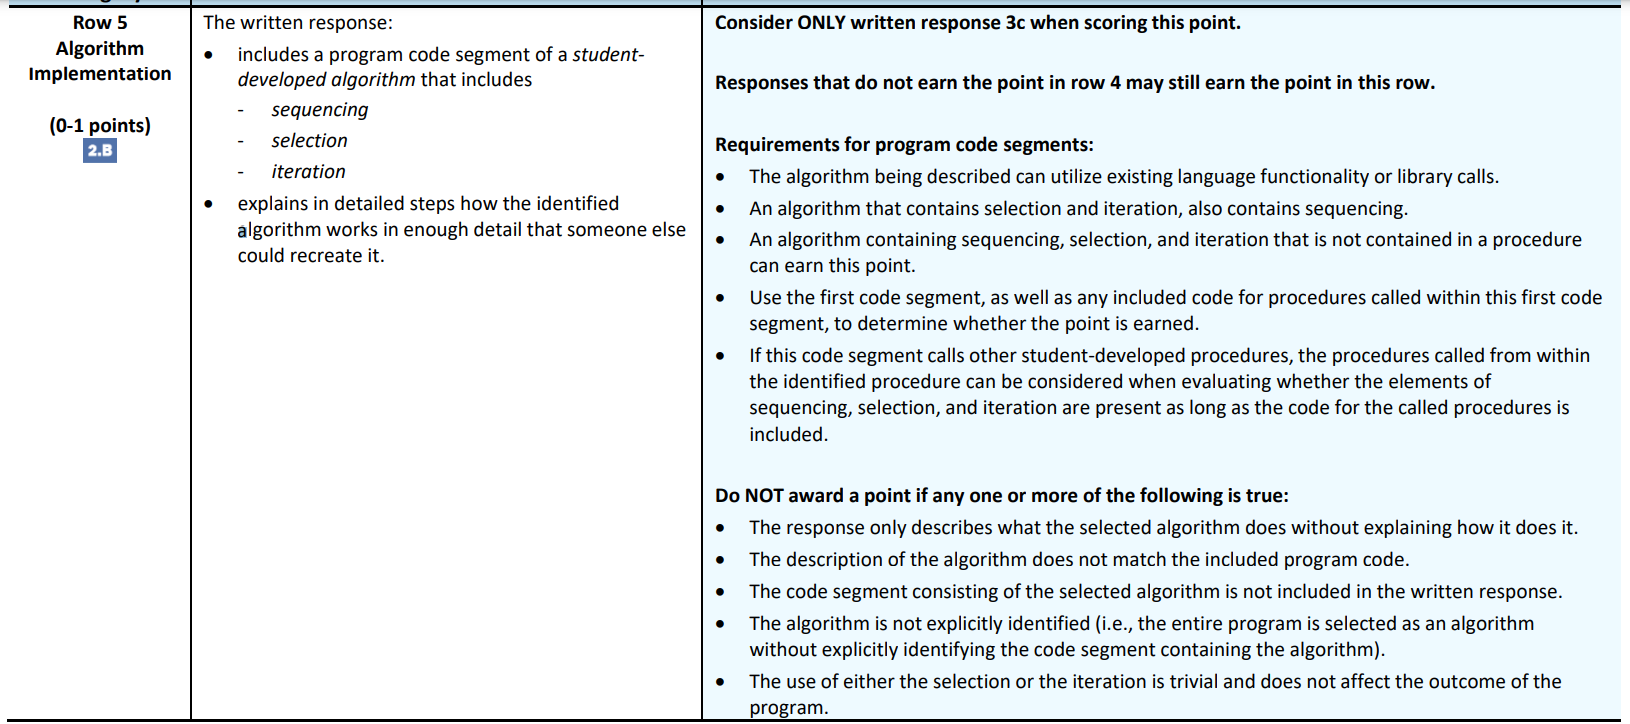 Row 5
Algorithm
Implementation
(0-1 points)
2.B
The written response:
• includes a program code segment of a student-
developed algorithm that includes
- sequencing
- selection
- iteration
• explains in detailed steps how the identified
algorithm works in enough detail that someone else
could recreate it.
Consider ONLY written response 3c when scoring this point.
Responses that do not earn the point in row 4 may still earn the point in this row.
Requirements for program code segments:
• The algorithm being described can utilize existing language functionality or library calls.
• An algorithm that contains selection and iteration, also contains sequencing.
• An algorithm containing sequencing, selection, and iteration that is not contained in a procedure
can earn this point.
• Use the first code segment, as well as any included code for procedures called within this first code
segment, to determine whether the point is earned.
• If this code segment calls other student-developed procedures, the procedures called from within
the identified procedure can be considered when evaluating whether the elements of
sequencing, selection, and iteration are present as long as the code for the called procedures is
included.
Do NOT award a point if any one or more of the following is true:
• The response only describes what the selected algorithm does without explaining how it does it.
• The description of the algorithm does not match the included program code.
• The code segment consisting of the selected algorithm is not included in the written response.
• The algorithm is not explicitly identified (i.e., the entire program is selected as an algorithm
without explicitly identifying the code segment containing the algorithm).
• The use of either the selection or the iteration is trivial and does not affect the outcome of the
program.